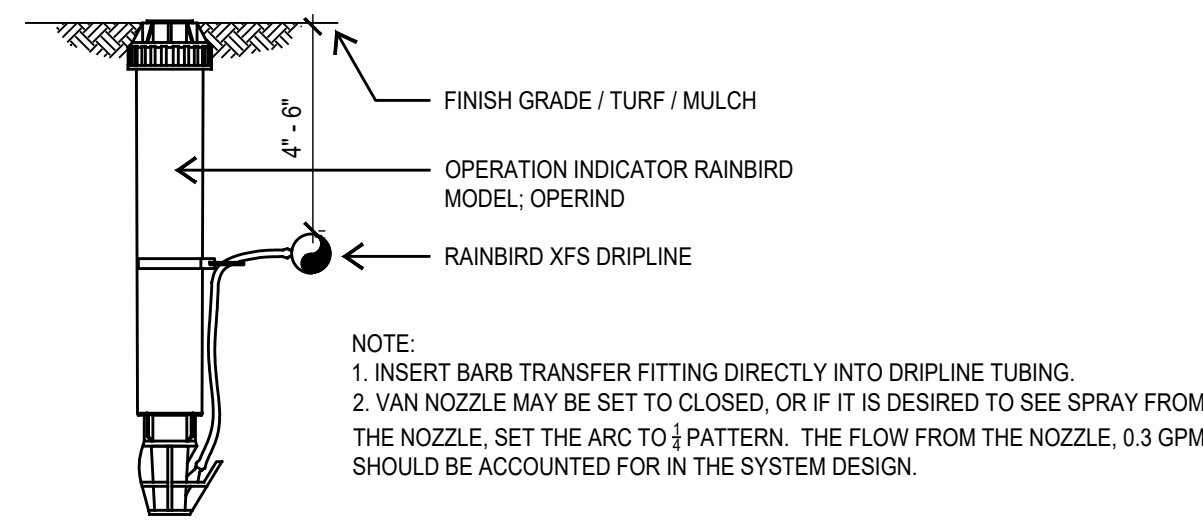 FINISH GRADE / TURF / MULCH
4" - 6"
OPERATION INDICATOR RAINBIRD
MODEL; OPERIND
RAINBIRD XFS DRIPLINE
NOTE:
1. INSERT BARB TRANSFER FITTING DIRECTLY INTO DRIPLINE TUBING.
2. VAN NOZZLE MAY BE SET TO CLOSED, OR IF IT IS DESIRED TO SEE SPRAY FROM
THE NOZZLE, SET THE ARC TO 1/4 PATTERN. THE FLOW FROM THE NOZZLE, 0.3 GPM
SHOULD BE ACCOUNTED FOR IN THE SYSTEM DESIGN.